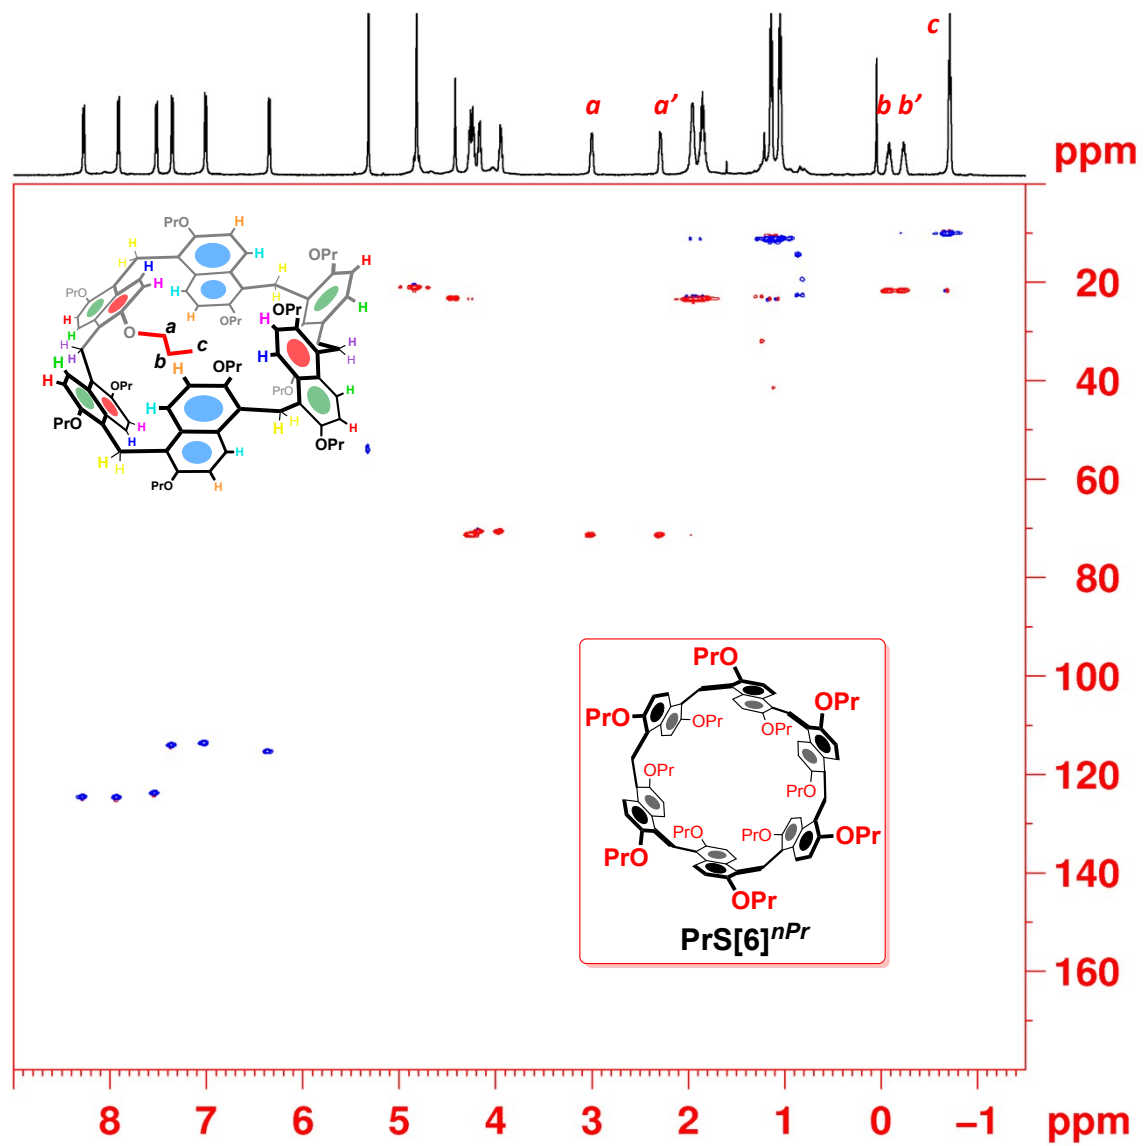 c
a a’ b b’
ppm
PrO H
H
H H
OPr H
H H
PrO H H H
O OPr
H OPr H
H H
O a
b c
H H
H H OPr
H H
H OPr
PrO H
H
H
PrO
H H
H
H H
OPr
H
PrO H
20
40
60
80
100
120
140
160
PrO
OPr
PrO OPr OPr
OPr
PrO
PrO PrO OPr
PrO
OPr
PrS[6]nPr
8 7 6 5 4 3 2 1 0 −1 ppm